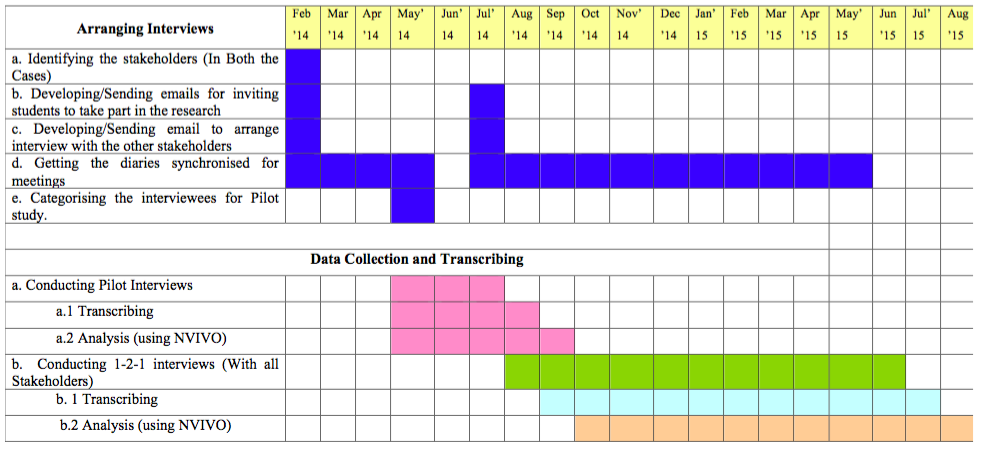 Feb Mar Apr May’ Jun’ Jul’ Aug Sep Oct Nov’ Dec Jan’ Feb Mar Apr May’ Jun Jul’ Aug
Arranging Interviews
’14 ’14 ’14 14 14 14 ’14 ’14 ’14 14 ’14 15 ’15 ’15 ’15 15 ’15 15 ’15
a. Identifying the stakeholders (In Both the
Cases)
b. Developing/Sending emails for inviting
students to take part in the research
c. Developing/Sending email to arrange
interview with the other stakeholders
d. Getting the diaries synchronised for
meetings
e. Categorising the interviewees for Pilot
study.
Data Collection and Transcribing
a. Conducting Pilot Interviews
a.1 Transcribing
a.2 Analysis (using NVIVO)
b. Conducting 1-2-1 interviews (With all
Stakeholders)
b. 1 Transcribing
b.2 Analysis (using NVIVO)